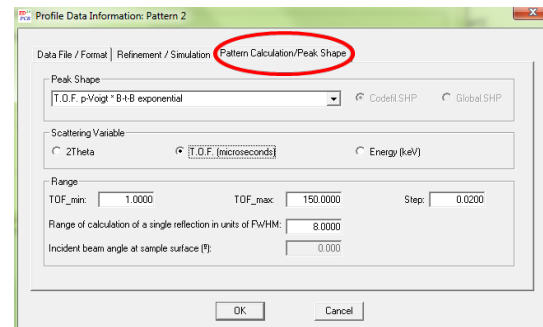 Profile Data Information: Pattern 2
Data File / Format Refinement / Simulation Pattern Calculation/Peak Shape
Peak Shape
T.O.F. p-Voigt * B-t-B exponential Codefil.SHP Global.SHP
Scattering Variable
2Theta T.O.F. (microseconds) Energy (keV)
Range
TOF_min: 1.0000 TOF_max: 150.0000 Step: 0.0200
Range of calculation of a single reflection in units of FWHM: 8.0000
Incident beam angle at sample surface (º): 0.000
OK Cancel